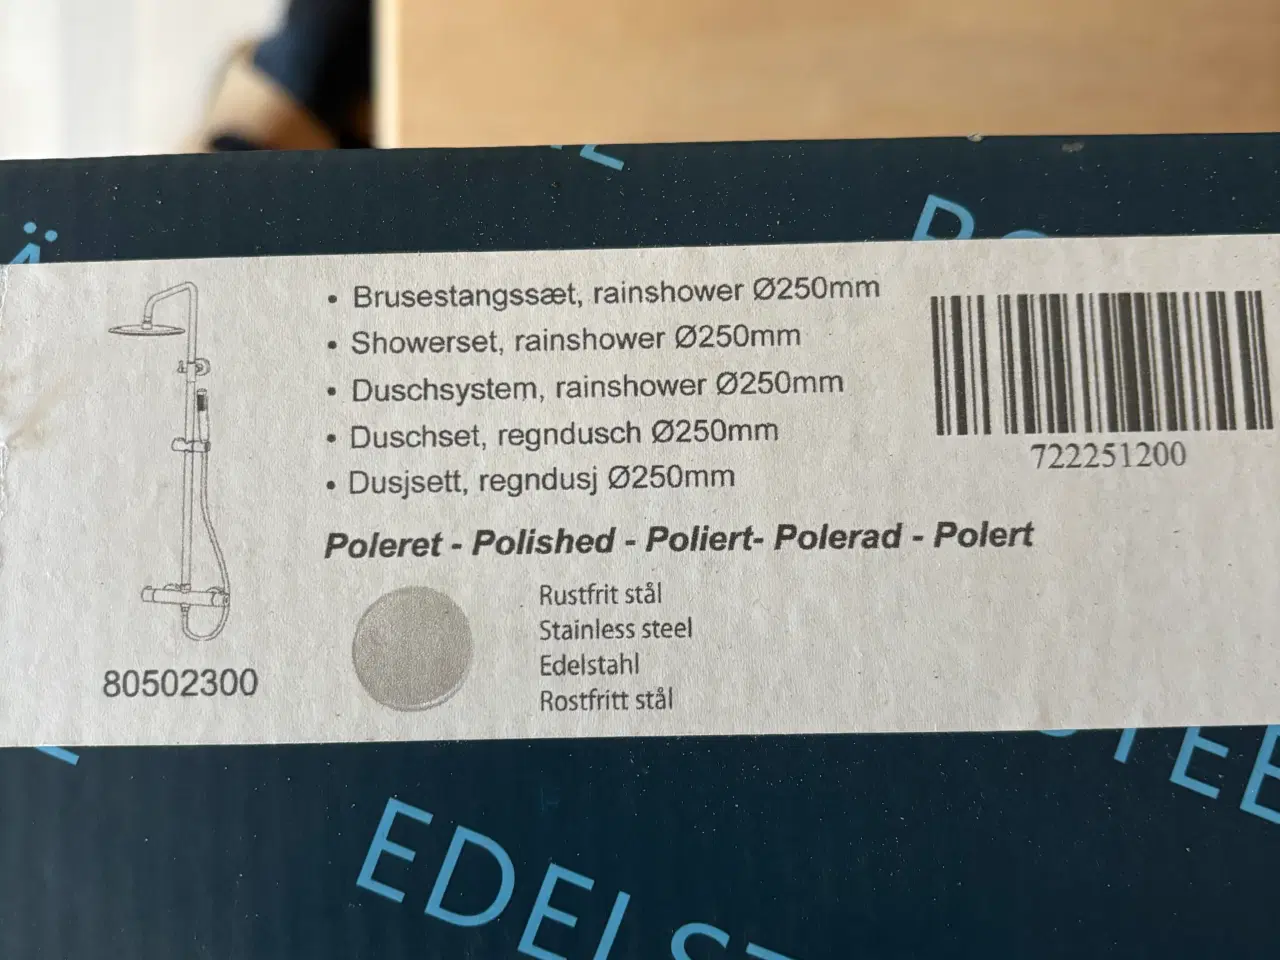 • Brusestangssæt, rainshower Ø250mm
• Showerset, rainshower Ø250mm
• Duschsystem, rainshower Ø250mm
• Duschset, regndusch Ø250mm
• Dusjsett, regndusj Ø250mm
722251200
Poleret - Polished - Poliert- Polerad - Polert
Rustfrit stål
Stainless steel
Edelstahl
Rostfritt stål
80502300